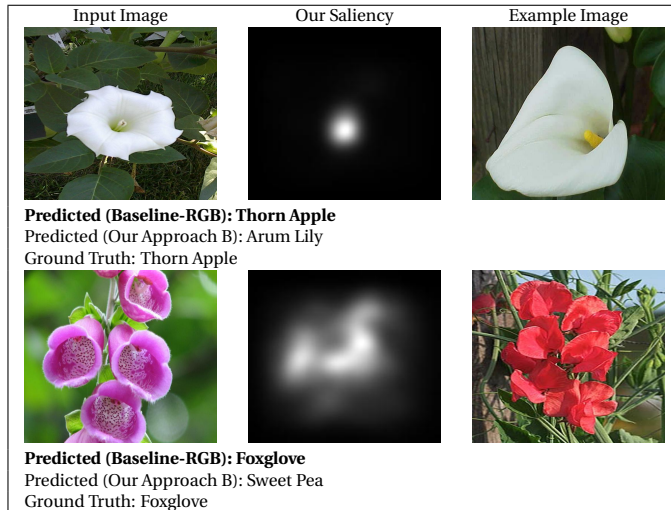 Input Image Our Saliency Example Image
Predicted (Baseline-RGB): Thorn Apple
Predicted (Our Approach B): Arum Lily
Ground Truth: Thorn Apple
Predicted (Baseline-RGB): Foxglove
Predicted (Our Approach B): Sweet Pea
Ground Truth: Foxglove